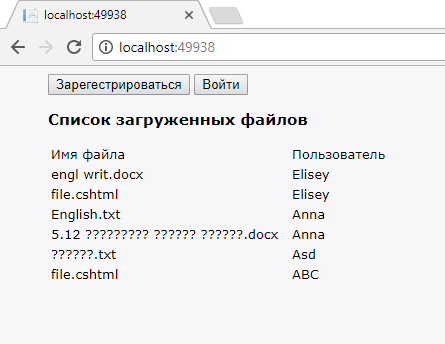 localhost:49938
localhost:49938
Зарегестрироваться Войти
Список загруженных файлов
Имя файла Пользователь
engl writ.docx Elisey
file.cshtml Elisey
English.txt Anna
5.12 ????????? ?????? ??????.docx Anna
??????.txt Asd
file.cshtml ABC